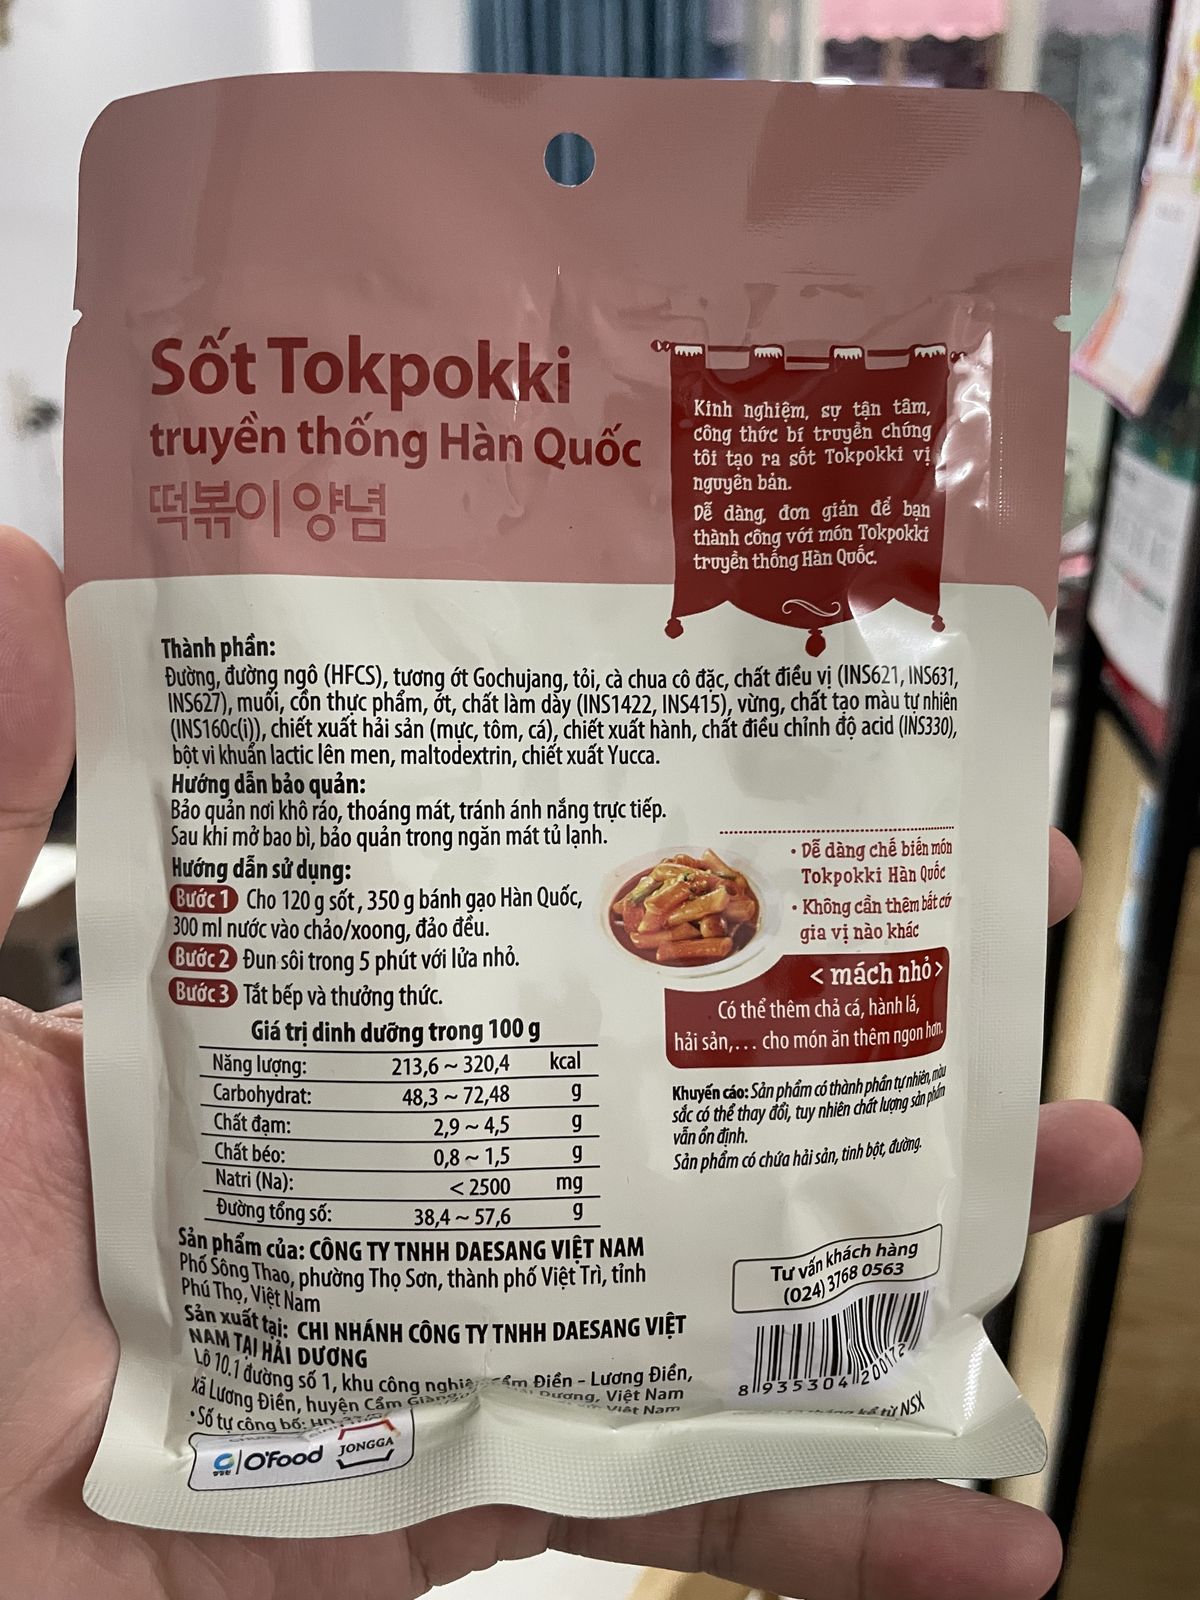 Sốt Tokpokki
truyền thống Hàn Quốc
떡볶이 양념
Kinh nghiệm, sự tận tâm,
công thức bí truyền chúng
tôi tạo ra sốt Tokpokki vị
nguyên bản.
Dễ dàng, đơn giản để bạn
thành công với món Tokpokki
truyền thống Hàn Quốc.
Thành phần:
Đường, đường ngô (HFCS), tương ớt Gochujang, tỏi, cà chua cô đặc, chất điều vị (INS621, INS631,
INS627), muối, cồn thực phẩm, ớt, chất làm dày (INS1422, INS415), vừng, chất tạo màu tự nhiên
(INS160c(i)), chiết xuất hải sản (mực, tôm, cá), chiết xuất hành, chất điều chỉnh độ acid (INS330),
bột vi khuẩn lactic lên men, maltodextrin, chiết xuất Yucca.
Hướng dẫn bảo quản:
Bảo quản nơi khô ráo, thoáng mát, tránh ánh nắng trực tiếp.
Sau khi mở bao bì, bảo quản trong ngăn mát tủ lạnh.
Hướng dẫn sử dụng:
Bước 1 Cho 120 g sốt, 350 g bánh gạo Hàn Quốc,
300 ml nước vào chảo/xoong, đảo đều.
Bước 2 Đun sôi trong 5 phút với lửa nhỏ.
Bước 3 Tắt bếp và thưởng thức.
• Dễ dàng chế biến món
Tokpokki Hàn Quốc
• Không cần thêm bất cứ
gia vị nào khác
< mách nhỏ >
Có thể thêm chả cá, hành lá,
hải sản,... cho món ăn thêm ngon hơn.
Giá trị dinh dưỡng trong 100 g
Năng lượng: 213,6 ~ 320,4 kcal
Carbohydrat: 48,3 ~ 72,48 g
Chất đạm: 2,9 ~ 4,5 g
Chất béo: 0,8 ~ 1,5 g
Natri (Na): < 2500 mg
Đường tổng số: 38,4 ~ 57,6 g
Khuyến cáo: Sản phẩm có thành phần tự nhiên, màu
sắc có thể thay đổi, tuy nhiên chất lượng sản phẩm
vẫn ổn định.
Sản phẩm có chứa hải sản, tinh bột, đường.
Sản phẩm của: CÔNG TY TNHH DAESANG VIỆT NAM
Phố Sông Thao, phường Thọ Sơn, thành phố Việt Trì, tỉnh
Phú Thọ, Việt Nam
Sản xuất tại: CHI NHÁNH CÔNG TY TNHH DAESANG VIỆT
NAM TẠI HẢI DƯƠNG
Lô 10.1 đường số 1, khu công nghiệp Cẩm Điền - Lương Điền,
xã Lương Điền, huyện Cẩm Giàng, Dương, Việt Nam
• Số tự công bố: Việt Nam
Tư vấn khách hàng
(024) 3768 0563
8 935304 200172
tháng kể từ NSX
O'Food
JONGGA